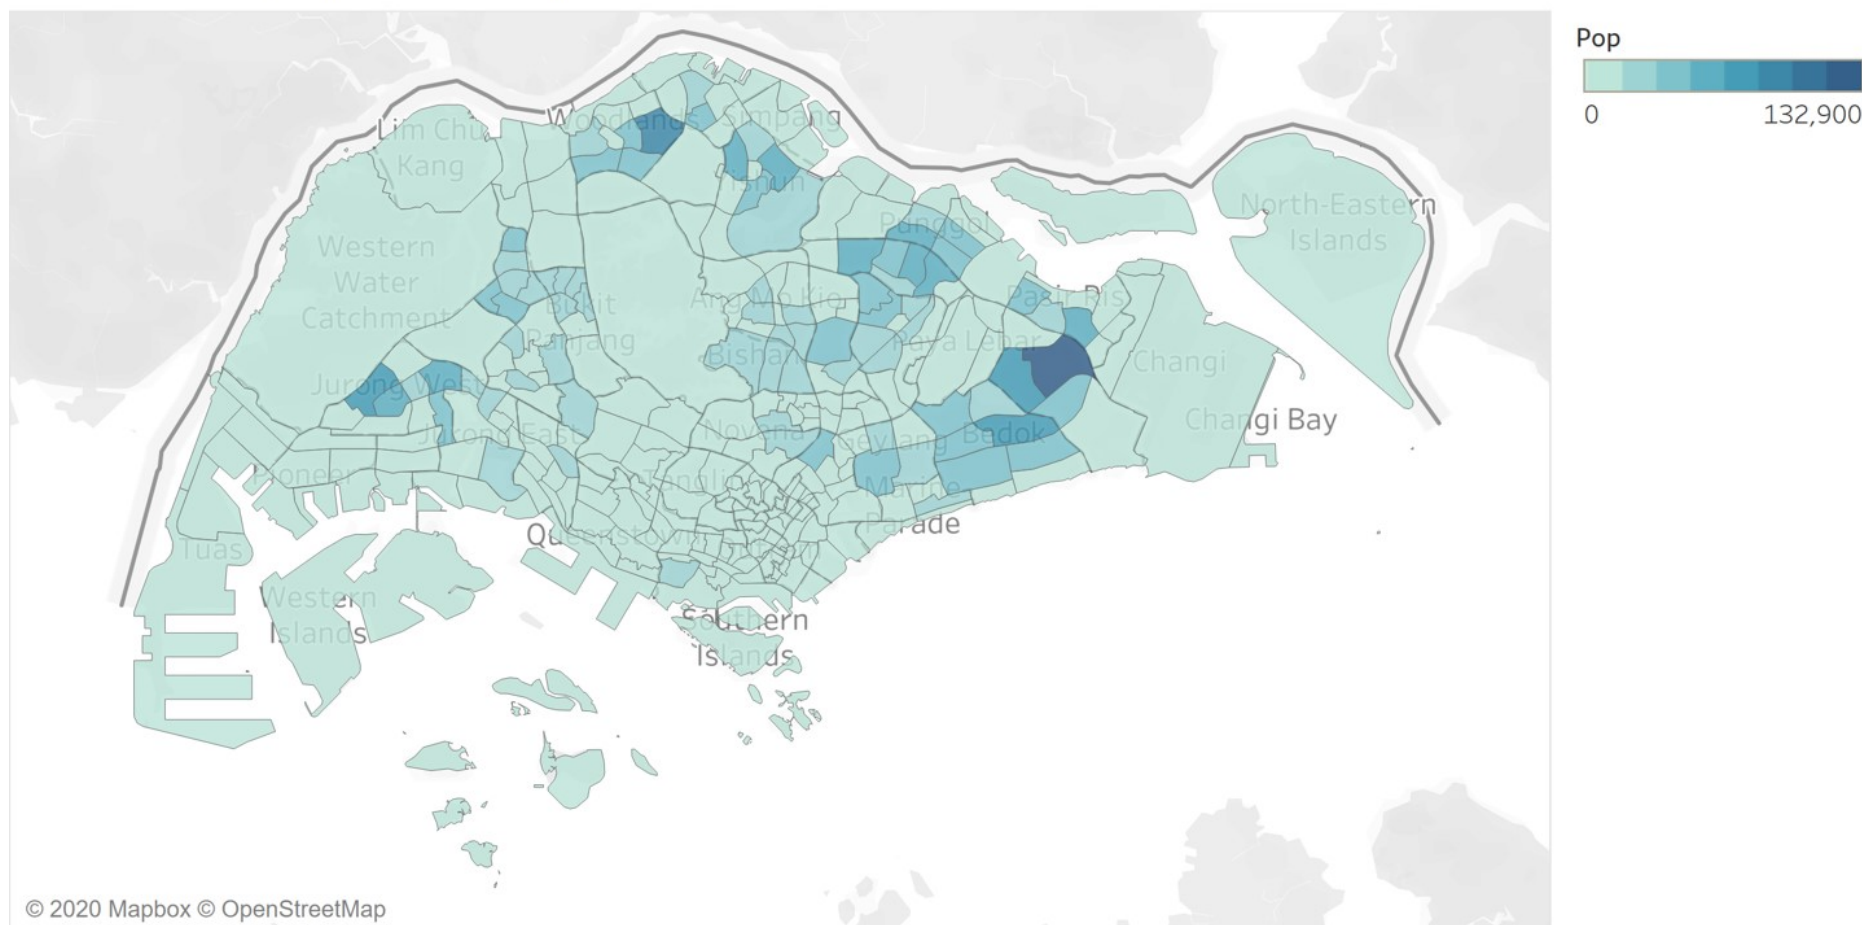 Pop
0
132,900
Lim Chu
Kang
Woodlands
Simpang
Yishun
Western
Water
Catchment
Punggol
North-Eastern
Islands
Bukit
Panjang
Ang Mo Kio
Pasir Ris
Bishan
Paya Lebar
Changi
Jurong West
Changi Bay
Jurong East
Novena
Geylang
Bedok
Pioneer
Tanglin
Marine
Parade
Queenstown
Tuas
Western
Islands
Southern
Islands
© 2020 Mapbox © OpenStreetMap